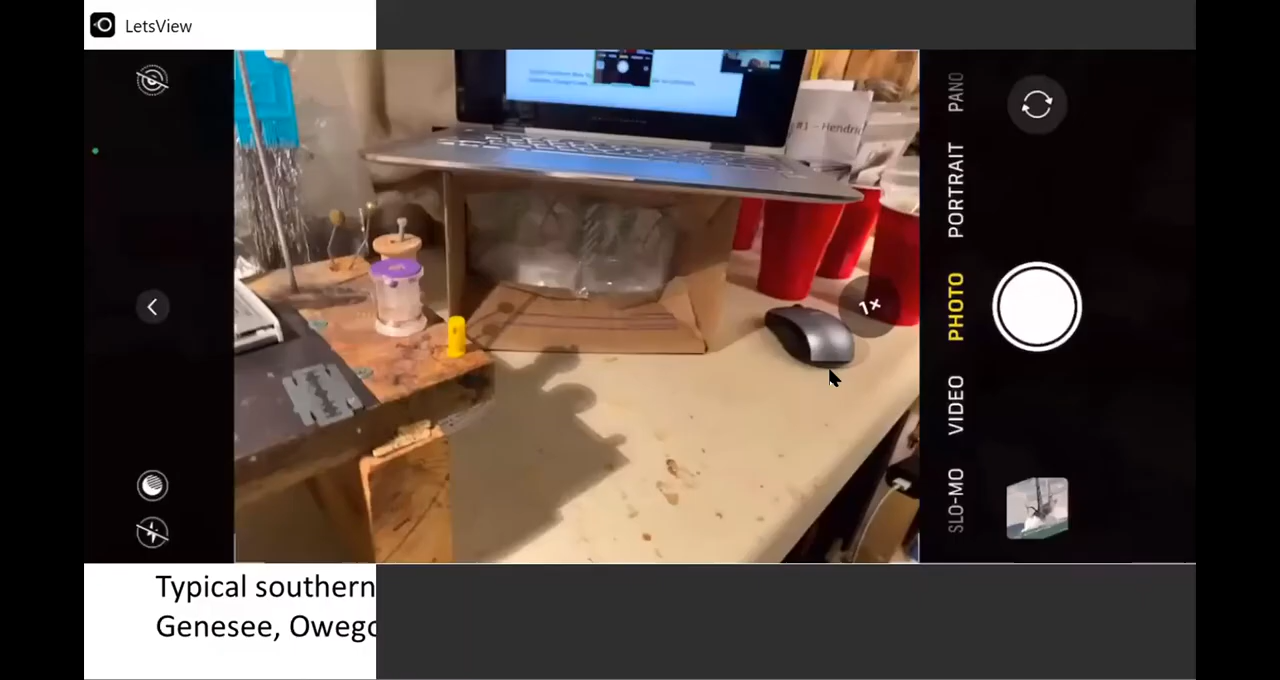 LetsView
#1 - Hendri
1×
PANO
PORTRAIT
PHOTO
VIDEO
SLO-MO
Typical southern
Genesee, Owego